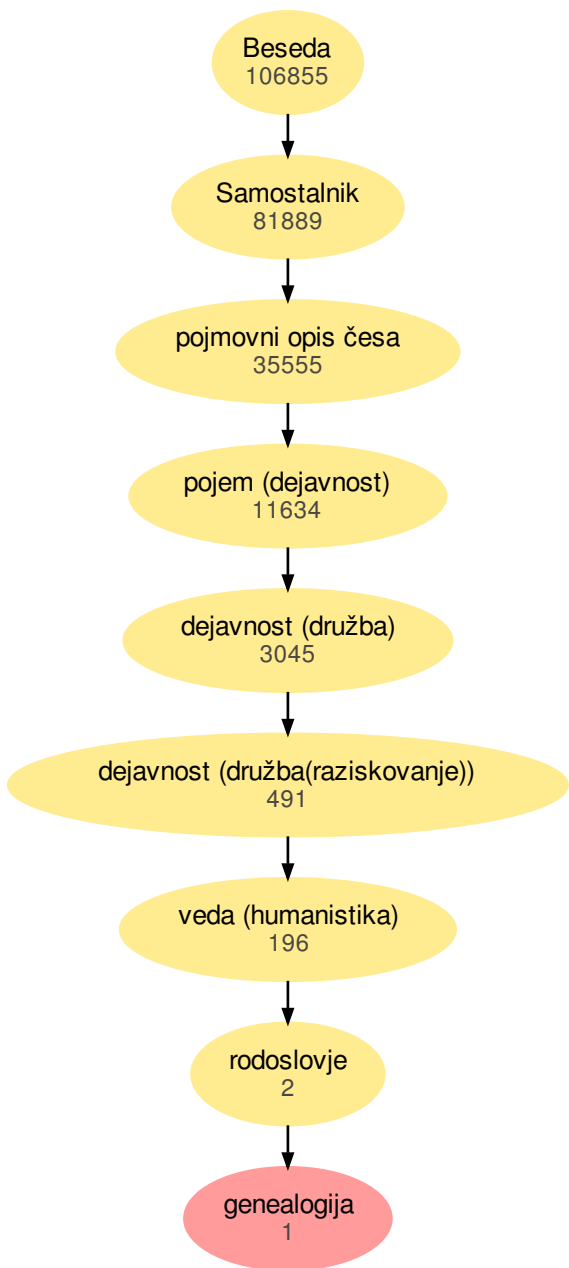 Beseda
106855
Samostalnik
81889
pojmovni opis česa
35555
pojem (dejavnost)
11634
dejavnost (družba)
3045
dejavnost (družba(raziskovanje))
491
veda (humanistika)
196
rodoslovje
2
genealogija
1